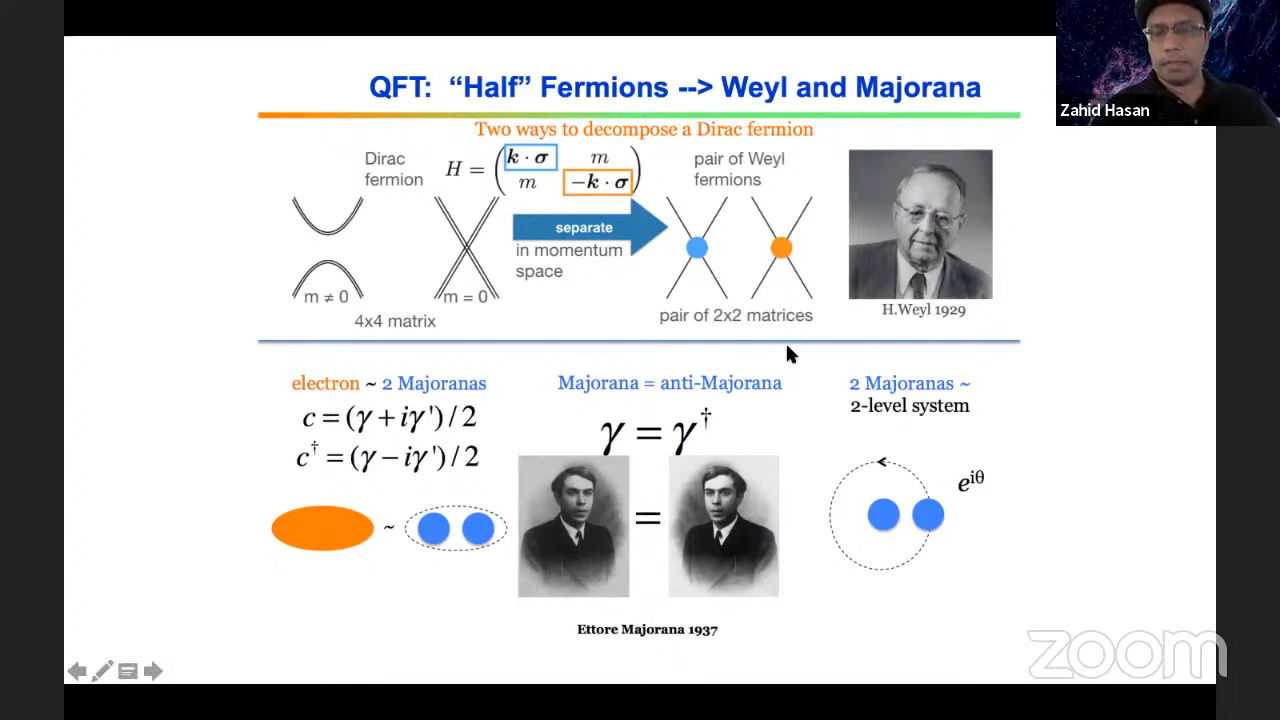 QFT: “Half” Fermions --> Weyl and Majorana
Zahid Hasan
Two ways to decompose a Dirac fermion
Dirac
fermion
H = ( k · σ m
m −k · σ )
pair of Weyl
fermions
separate
in momentum
space
m ≠ 0
m = 0
4x4 matrix
pair of 2x2 matrices
H.Weyl 1929
electron ~ 2 Majoranas
c = (γ + iγ ') / 2
c† = (γ − iγ ') / 2
~
Majorana = anti-Majorana
γ = γ†
=
Ettore Majorana 1937
2 Majoranas ~
2-level system
e^iθ
zoom